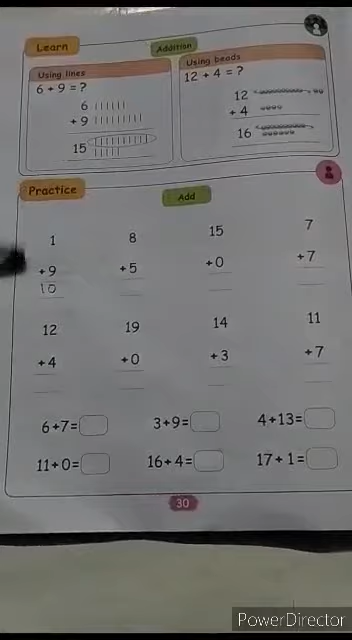 Learn
Addition
Using lines
6 + 9 = ?
6
+ 9
15
Using beads
12 + 4 = ?
12
+ 4
16
Practice
Add
1 8 15 7
+9 +5 +0 +7
10
12 19 14 11
+4 +0 +3 +7
6+7= 3+9= 4+13=
11+0= 16+4= 17+1=
30
PowerDirector